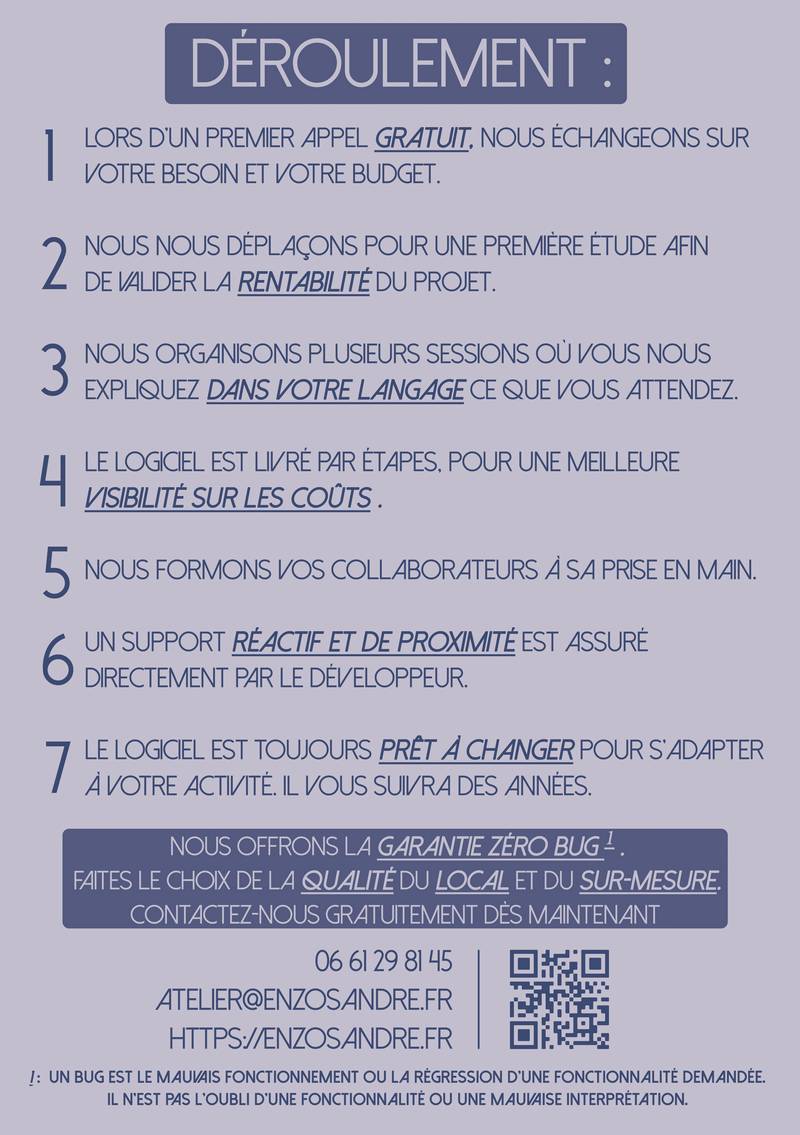 DÉROULEMENT :
1 LORS D'UN PREMIER APPEL GRATUIT, NOUS ÉCHANGEONS SUR
VOTRE BESOIN ET VOTRE BUDGET.
2 NOUS NOUS DÉPLAÇONS POUR UNE PREMIÈRE ÉTUDE AFIN
DE VALIDER LA RENTABILITÉ DU PROJET.
3 NOUS ORGANISONS PLUSIEURS SESSIONS OÙ VOUS NOUS
EXPLIQUEZ DANS VOTRE LANGAGE CE QUE VOUS ATTENDEZ.
4 LE LOGICIEL EST LIVRÉ PAR ÉTAPES, POUR UNE MEILLEURE
VISIBILITÉ SUR LES COÛTS .
5 NOUS FORMONS VOS COLLABORATEURS À SA PRISE EN MAIN.
6 UN SUPPORT RÉACTIF ET DE PROXIMITÉ EST ASSURÉ
DIRECTEMENT PAR LE DÉVELOPPEUR.
7 LE LOGICIEL EST TOUJOURS PRÊT À CHANGER POUR S'ADAPTER
À VOTRE ACTIVITÉ. IL VOUS SUIVRA DES ANNÉES.
NOUS OFFRONS LA GARANTIE ZÉRO BUG 1 .
FAITES LE CHOIX DE LA QUALITÉ DU LOCAL ET DU SUR-MESURE.
CONTACTEZ-NOUS GRATUITEMENT DÈS MAINTENANT
06 61 29 81 45
ATELIER@ENZOSANDRE.FR
HTTPS://ENZOSANDRE.FR
1 : UN BUG EST LE MAUVAIS FONCTIONNEMENT OU LA RÉGRESSION D'UNE FONCTIONNALITÉ DEMANDÉE.
IL N'EST PAS L'OUBLI D'UNE FONCTIONNALITÉ OU UNE MAUVAISE INTERPRÉTATION.